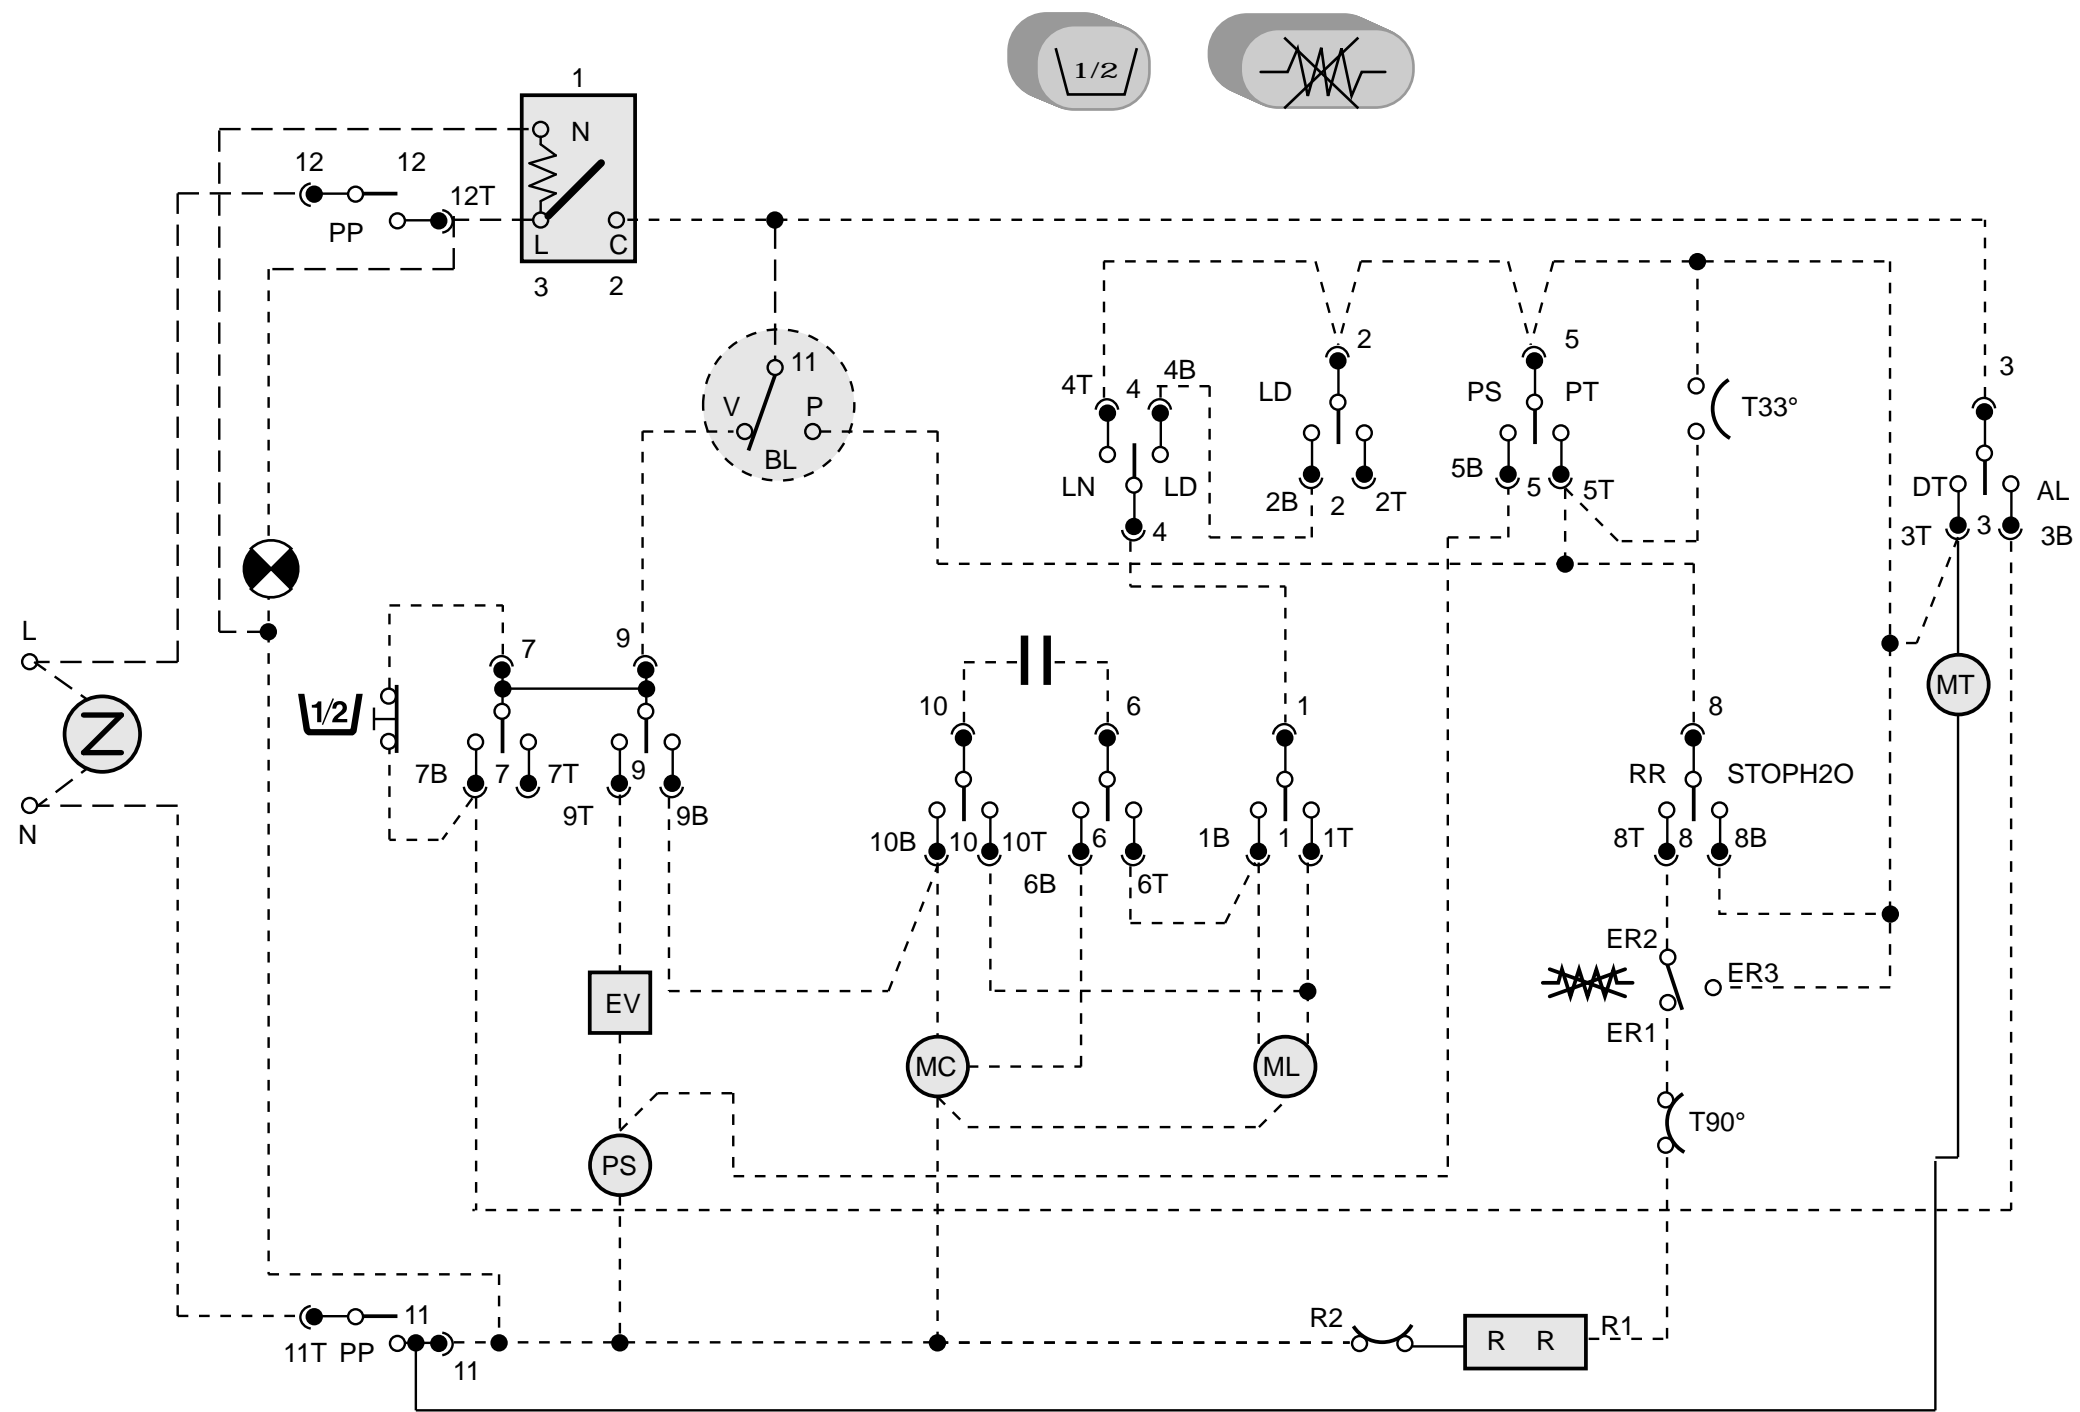 1/2
1
N
12 12
12T
PP
L C
3 2
11
V P
BL
2 5
3
4T 4 4B
LD PS PT
T33°
LN LD
5B 5 5T
2B 2 2T
4
DT AL
3T 3 3B
L
7 9
1/2
MT
10 6 1 8
Z
7B 7 7T 9 9T 9B
RR STOPH2O
N
10B 10 10T 6 1B 1 1T
8T 8 8B
6B 6T
ER2
ER3
EV
ER1
MC ML
T90°
PS
11
R2 R1
11T PP R R
11